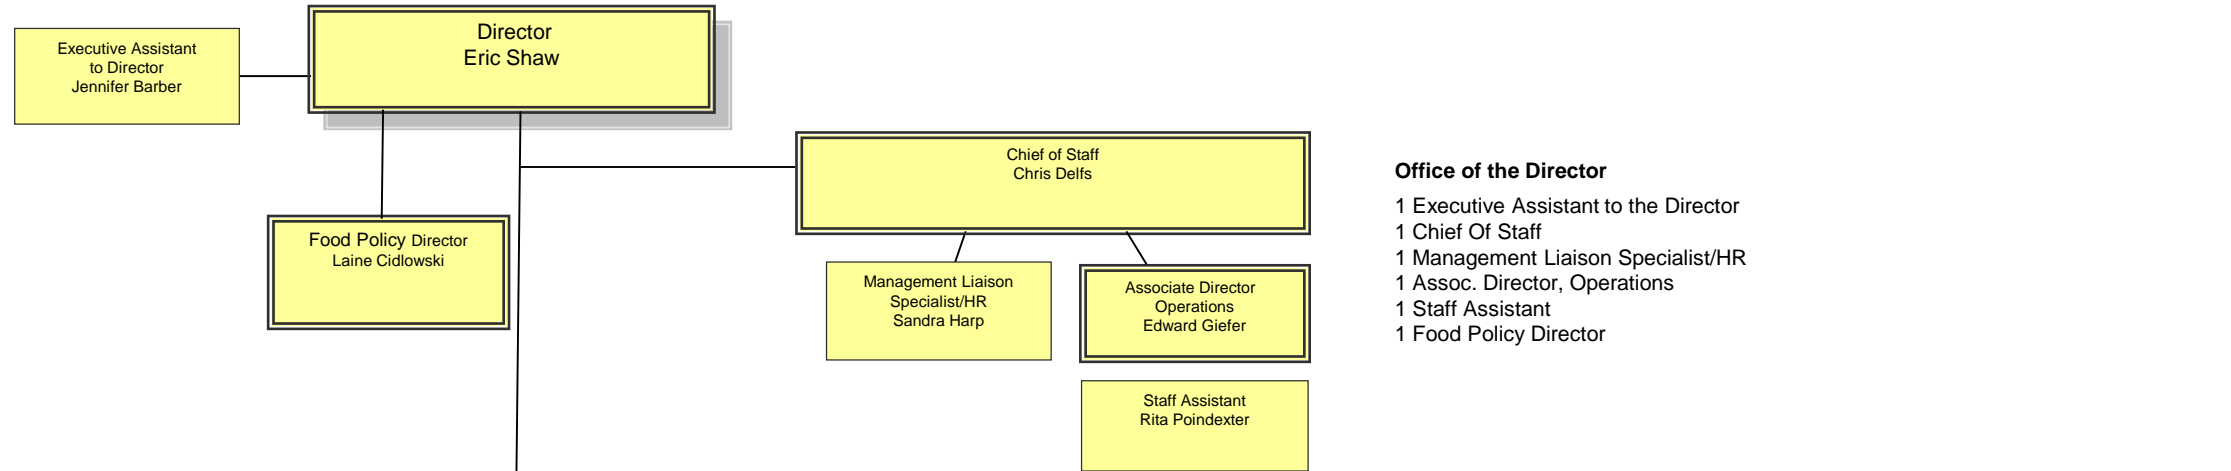 Executive Assistant
to Director
Jennifer Barber
Director
Eric Shaw
Chief of Staff
Chris Delfs
Food Policy Director
Laine Cidlowski
Management Liaison
Specialist/HR
Sandra Harp
Associate Director
Operations
Edward Giefer
Staff Assistant
Rita Poindexter
Office of the Director
1 Executive Assistant to the Director
1 Chief Of Staff
1 Management Liaison Specialist/HR
1 Assoc. Director, Operations
1 Staff Assistant
1 Food Policy Director